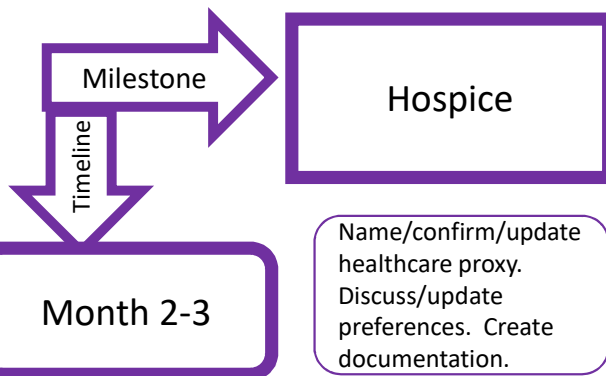 Milestone
Hospice
Timeline
Month 2-3
Name/confirm/update
healthcare proxy.
Discuss/update
preferences.  Create
documentation.